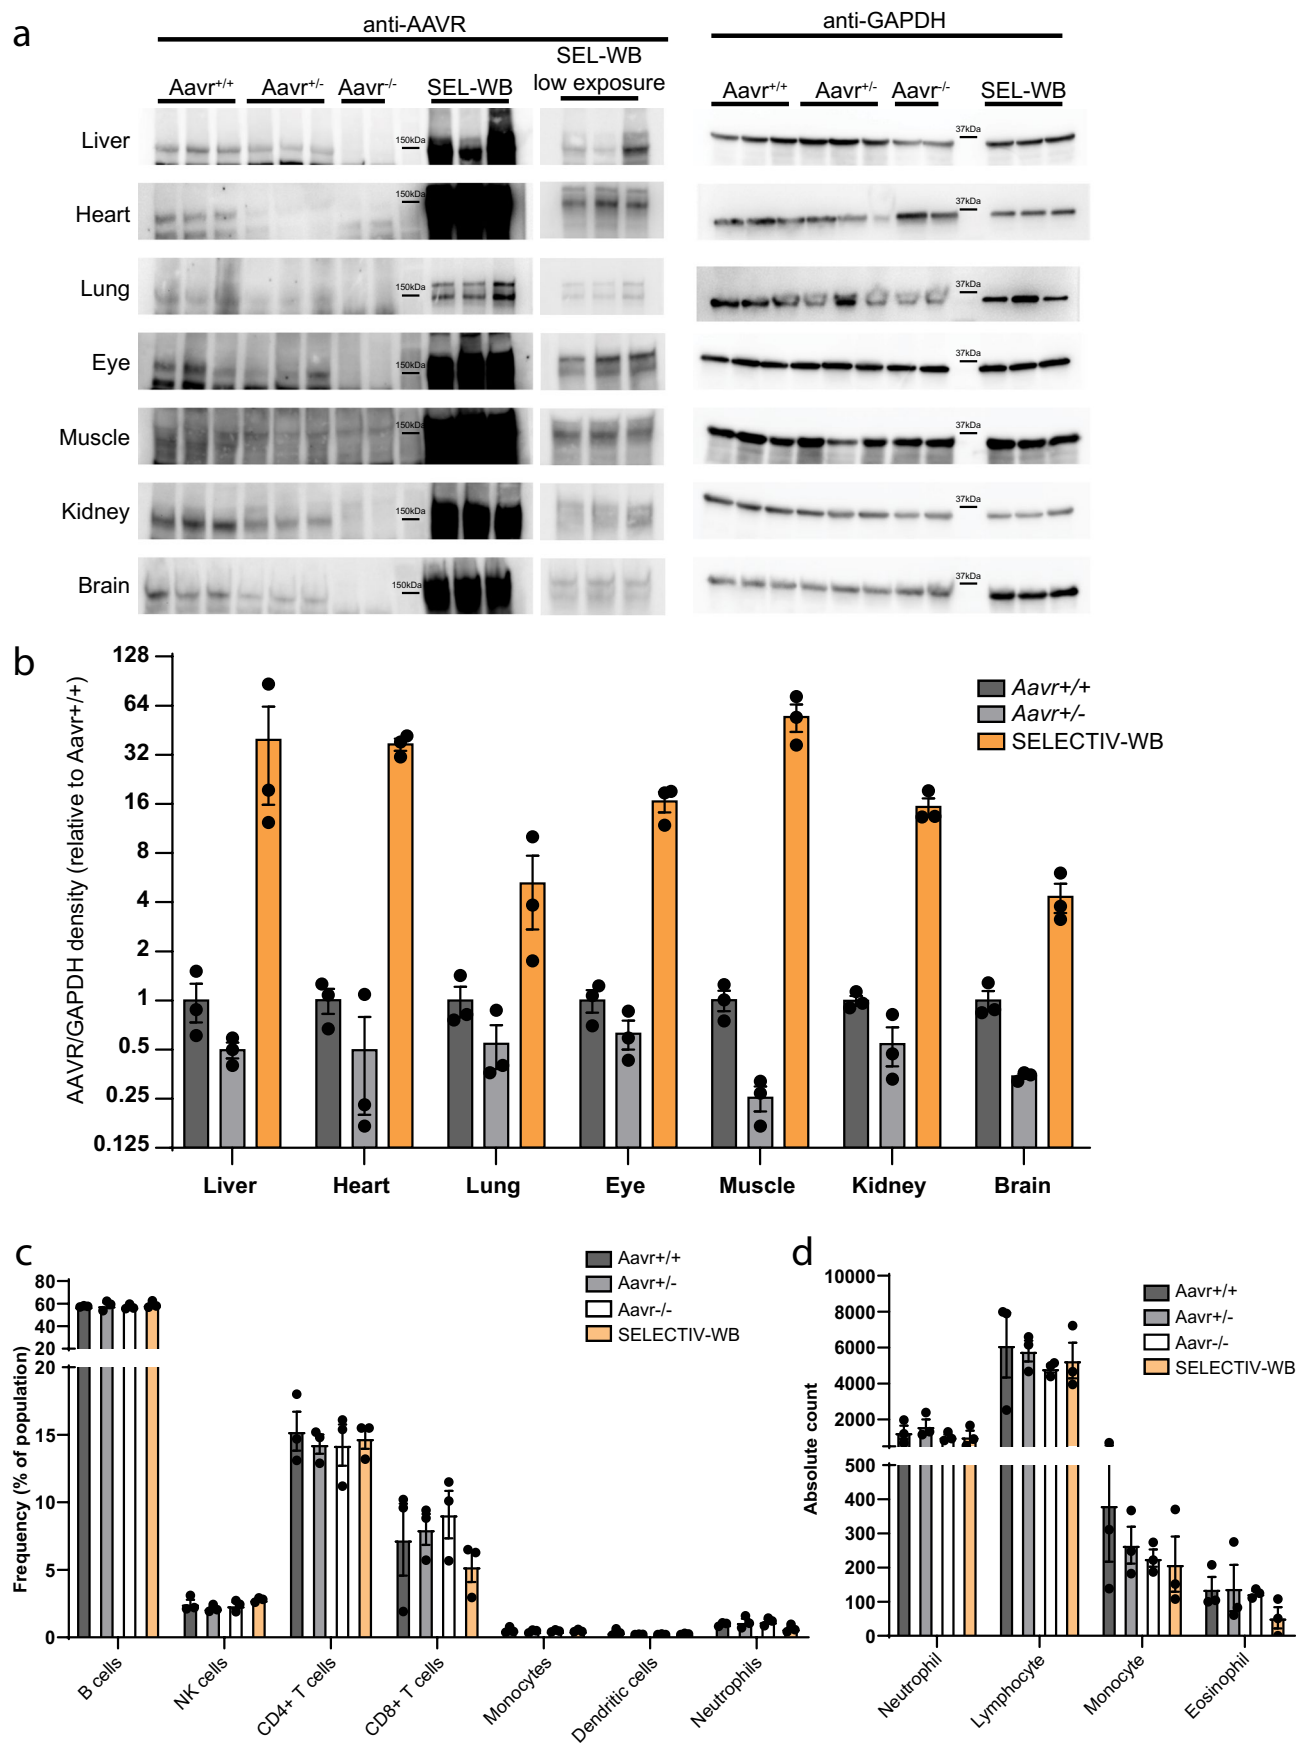 a
anti-AAVR
anti-GAPDH
Aavr+/+ Aavr+/- Aavr-/- SEL-WB
SEL-WB
low exposure
Aavr+/+ Aavr+/- Aavr-/- SEL-WB
Liver 150kDa 37kDa
Heart 150kDa 37kDa
Lung 150kDa 37kDa
Eye 150kDa 37kDa
Muscle 150kDa 37kDa
Kidney 150kDa 37kDa
Brain 150kDa 37kDa
b
AAVR/GAPDH density (relative to Aavr+/+)
128
64
32
16
8
4
2
1
0.5
0.25
0.125
Aavr+/+
Aavr+/-
SELECTIV-WB
Liver Heart Lung Eye Muscle Kidney Brain
c
Frequency (% of population)
80
60
40
20
20
15
10
5
0
Aavr+/+
Aavr+/-
Aavr-/-
SELECTIV-WB
B cells
NK cells
CD4+ T cells
CD8+ T cells
Monocytes
Dendritic cells
Neutrophils
d
Absolute count
10000
8000
6000
4000
2000
500
400
300
200
100
0
Aavr+/+
Aavr+/-
Aavr-/-
SELECTIV-WB
Neutrophil
Lymphocyte
Monocyte
Eosinophil